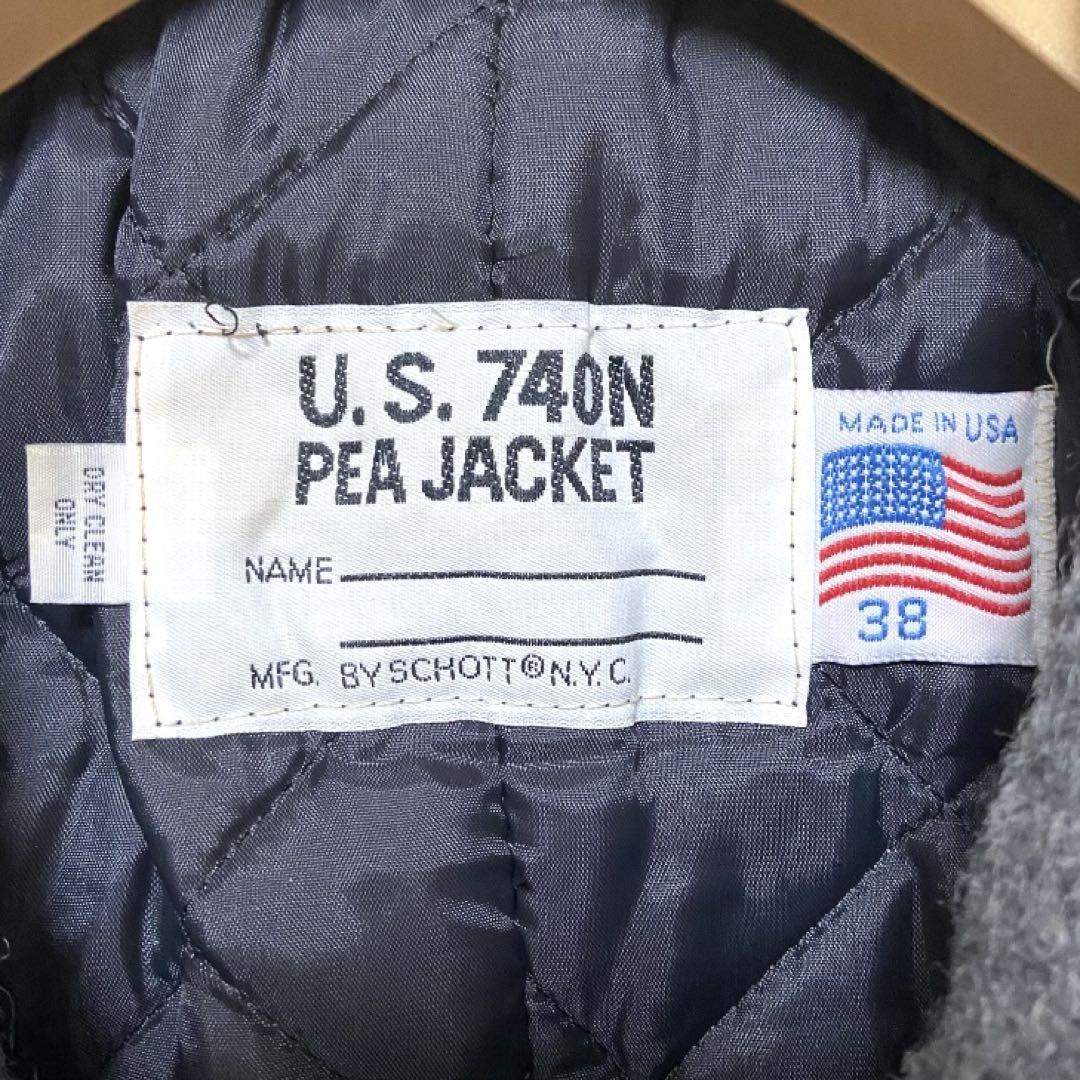 U.S. 740N
PEA JACKET
NAME
MFG. BY SCHOTT® N.Y.C.
MADE IN USA
38
DRY CLEAN
ONLY